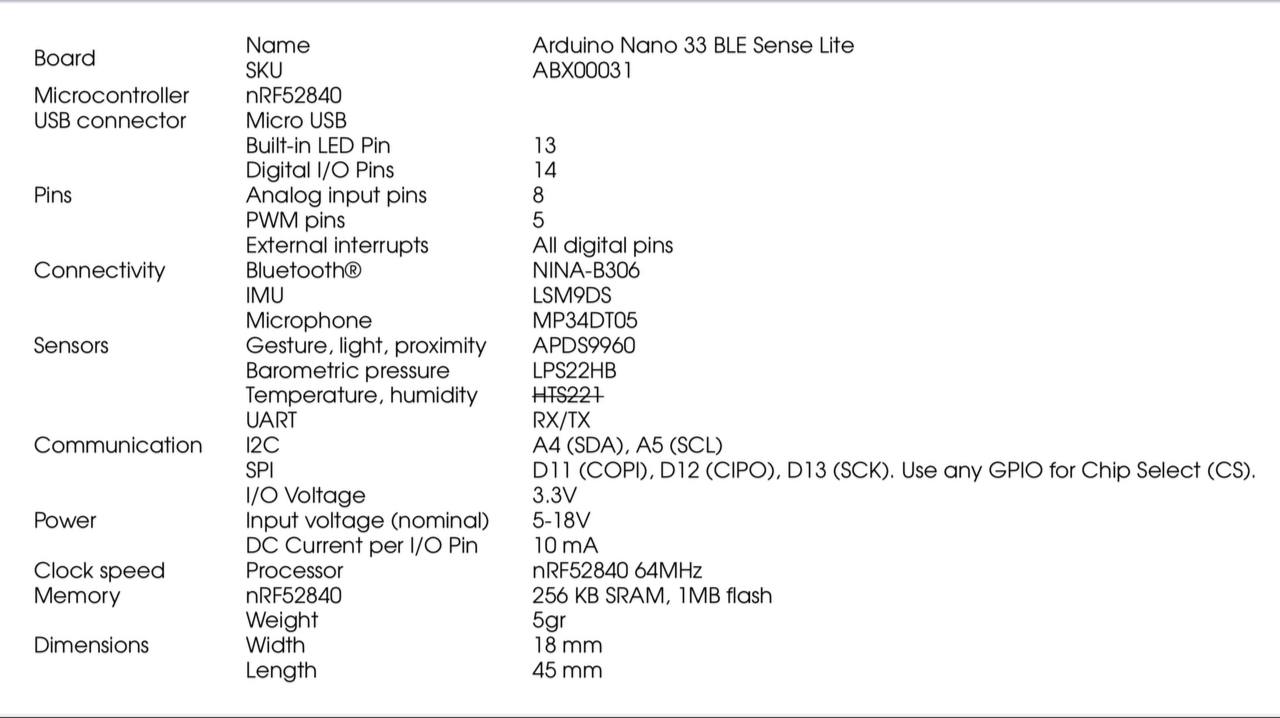 Name Arduino Nano 33 BLE Sense Lite
Board
SKU ABX00031
Microcontroller nRF52840
USB connector Micro USB
Built-in LED Pin 13
Digital I/O Pins 14
Pins Analog input pins 8
PWM pins 5
External interrupts All digital pins
Connectivity Bluetooth® NINA-B306
IMU LSM9DS
Microphone MP34DT05
Sensors Gesture, light, proximity APDS9960
Barometric pressure LPS22HB
Temperature, humidity HTS221
UART RX/TX
Communication I2C A4 (SDA), A5 (SCL)
SPI D11 (COPI), D12 (CIPO), D13 (SCK). Use any GPIO for Chip Select (CS).
I/O Voltage 3.3V
Power Input voltage (nominal) 5-18V
DC Current per I/O Pin 10 mA
Clock speed Processor nRF52840 64MHz
Memory nRF52840 256 KB SRAM, 1MB flash
Weight 5gr
Dimensions Width 18 mm
Length 45 mm